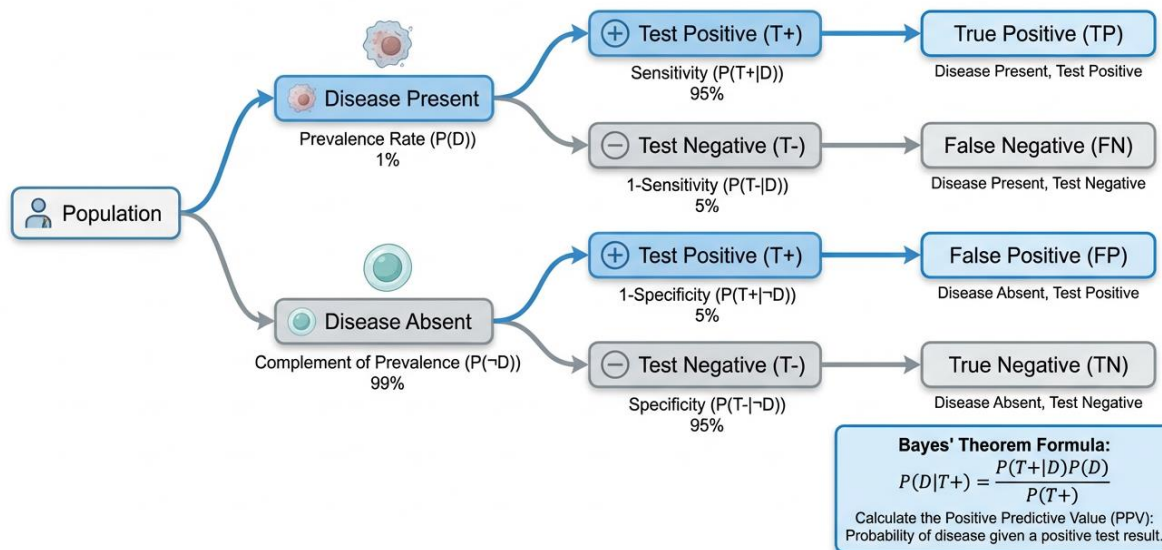 Population
Disease Present
Prevalence Rate (P(D))
1%
Test Positive (T+)
Sensitivity (P(T+|D))
95%
True Positive (TP)
Disease Present, Test Positive
Test Negative (T-)
1-Sensitivity (P(T-|D))
5%
False Negative (FN)
Disease Present, Test Negative
Disease Absent
Complement of Prevalence (P(¬D))
99%
Test Positive (T+)
1-Specificity (P(T+|¬D))
5%
False Positive (FP)
Disease Absent, Test Positive
Test Negative (T-)
Specificity (P(T-|¬D))
95%
True Negative (TN)
Disease Absent, Test Negative
Bayes' Theorem Formula:
P(D|T+) = P(T+|D)P(D) / P(T+)
Calculate the Positive Predictive Value (PPV):
Probability of disease given a positive test result.